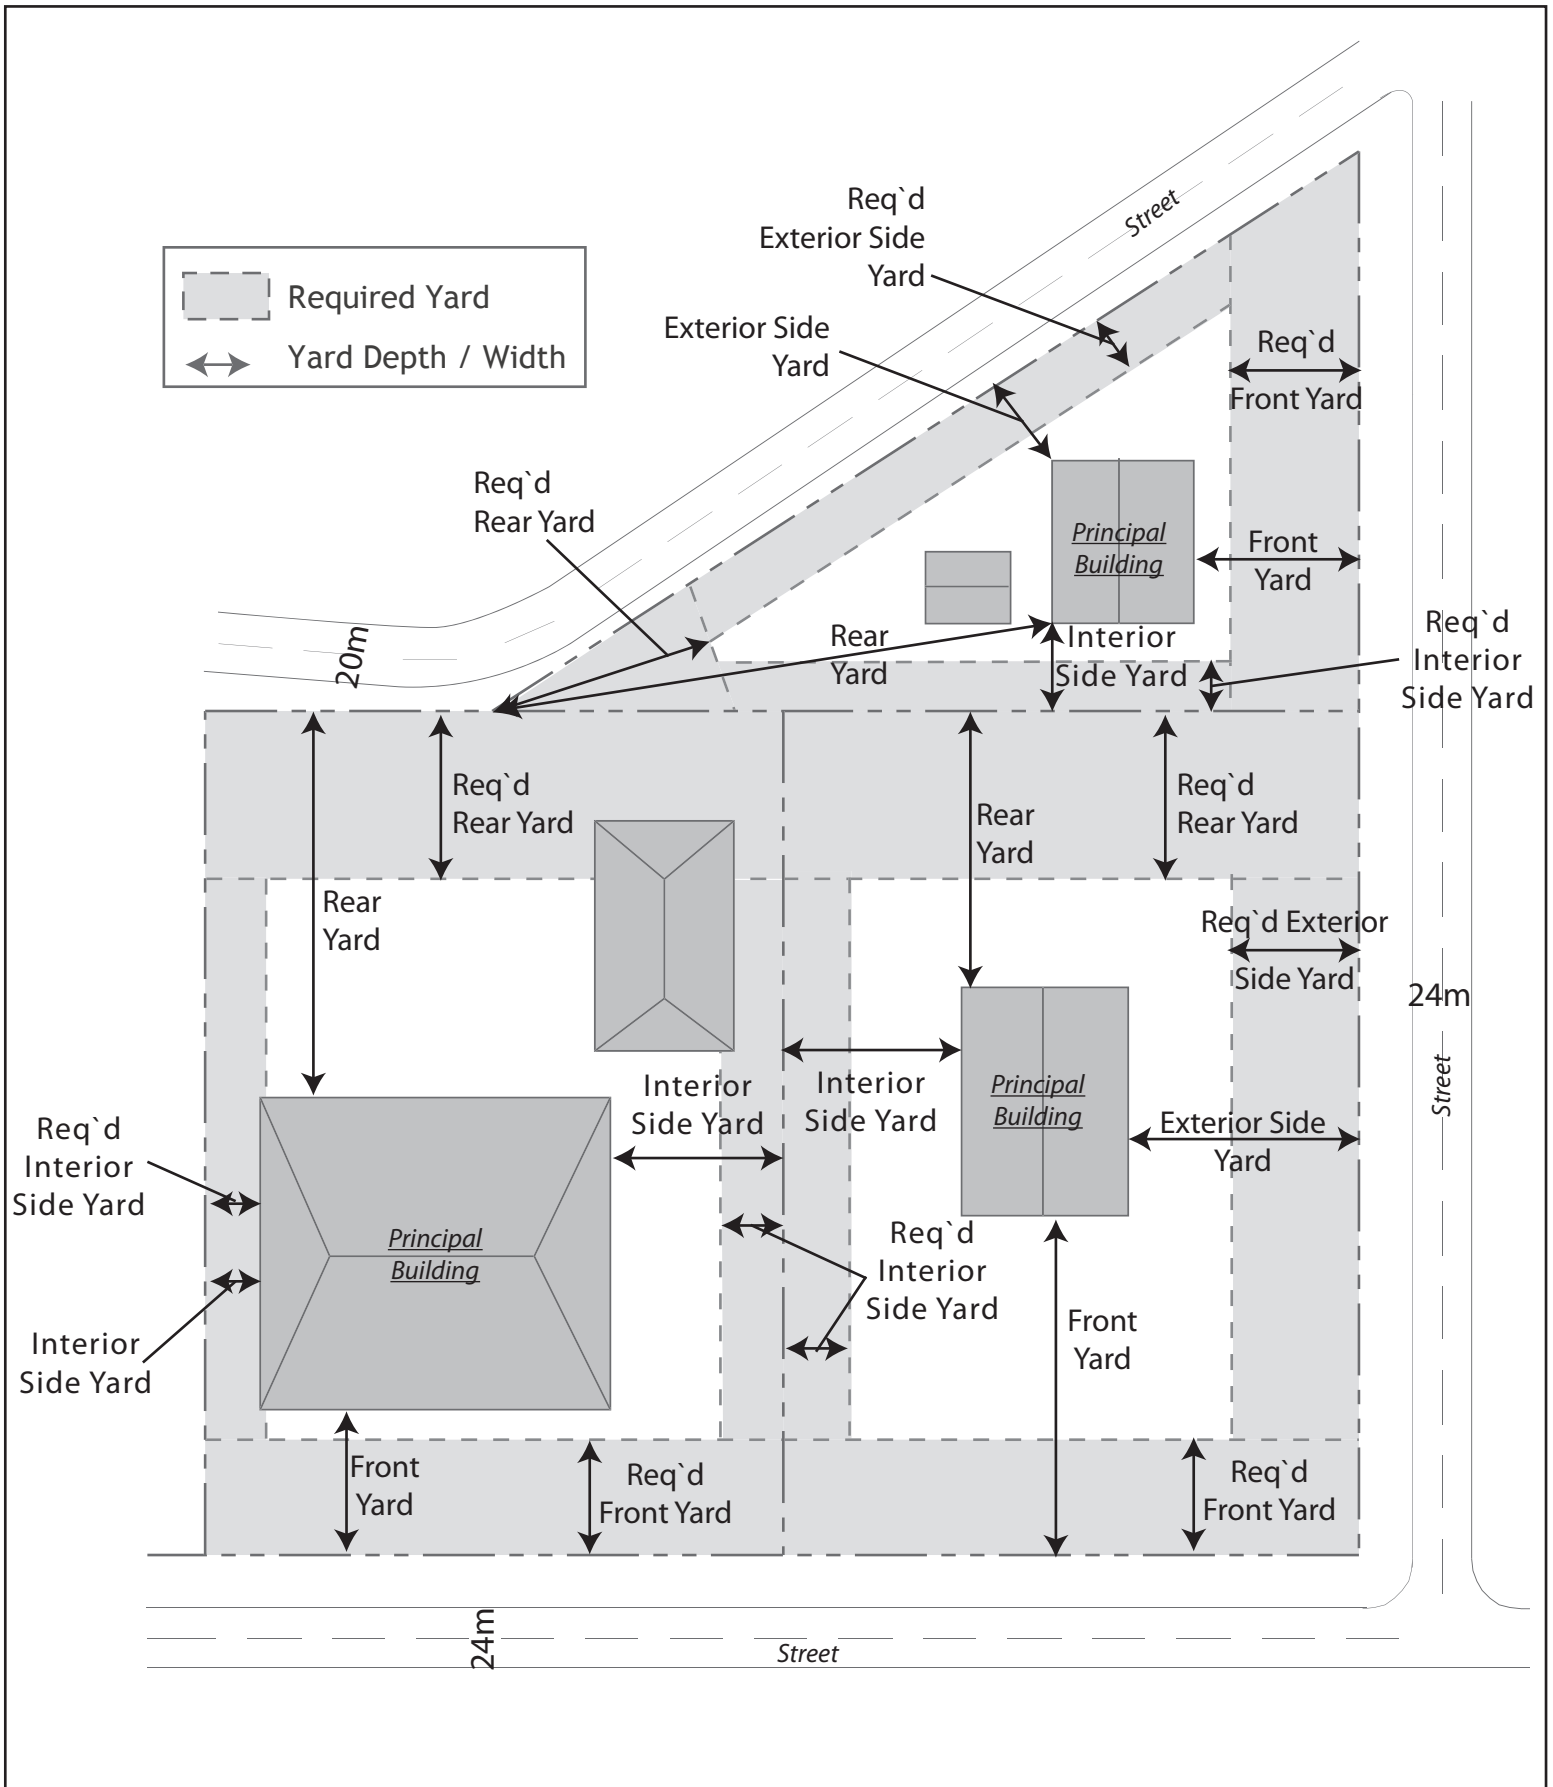 Req`d
Exterior Side
Yard
Street
Required Yard
Yard Depth / Width
Exterior Side
Yard
Req`d
Front Yard
Req`d
Rear Yard
Principal
Building
Front
Yard
20m
Rear
Yard
Interior
Side Yard
Req`d
Interior
Side Yard
Req`d
Rear Yard
Rear
Yard
Req`d
Rear Yard
Rear
Yard
Req`d Exterior
Side Yard
24m
Street
Interior
Side Yard
Interior
Side Yard
Principal
Building
Exterior Side
Yard
Req`d
Interior
Side Yard
Principal
Building
Req`d
Interior
Side Yard
Interior
Side Yard
Front
Yard
Front
Yard
Req`d
Front Yard
Req`d
Front Yard
24m
Street